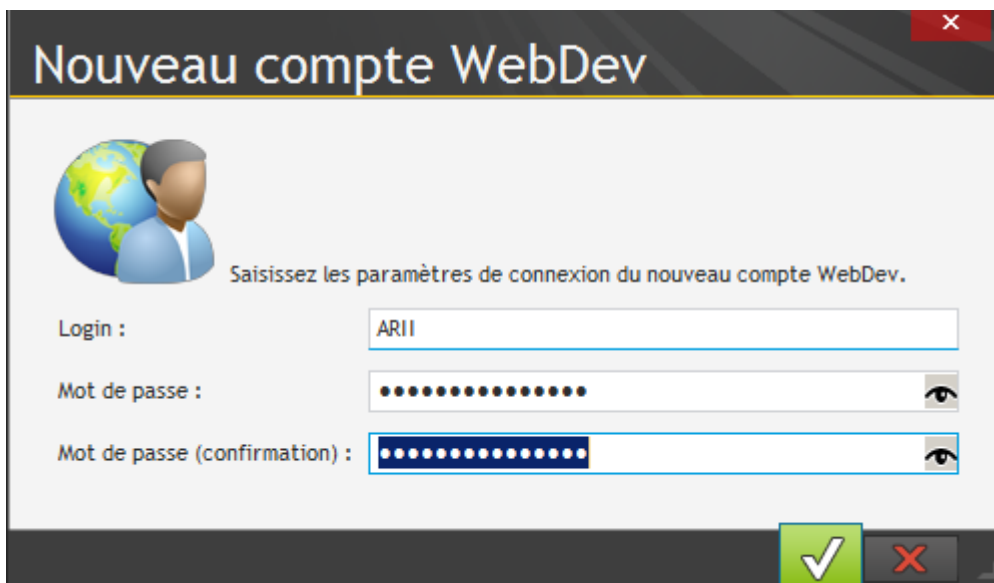 Nouveau compte WebDev
Saisissez les paramètres de connexion du nouveau compte WebDev.
Login :
ARII
Mot de passe :
●●●●●●●●●●●●●●●
Mot de passe (confirmation) :
●●●●●●●●●●●●●●●